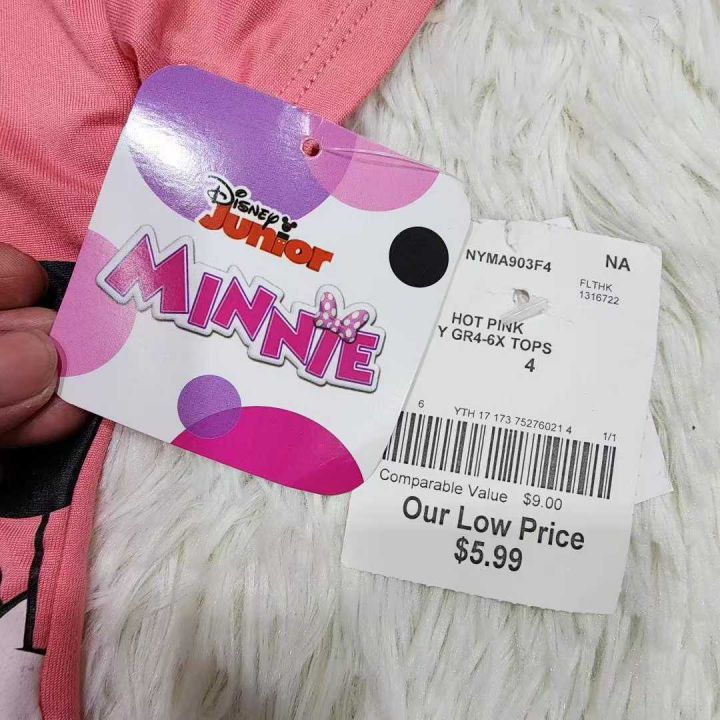 Disney
Junior
MINNIE
NYMA903F4 NA
FLTHK
1316722
HOT PINK
Y GR4-6X TOPS
4
6 YTH 17 173 75276021 4 1/1
Comparable Value $9.00
Our Low Price
$5.99